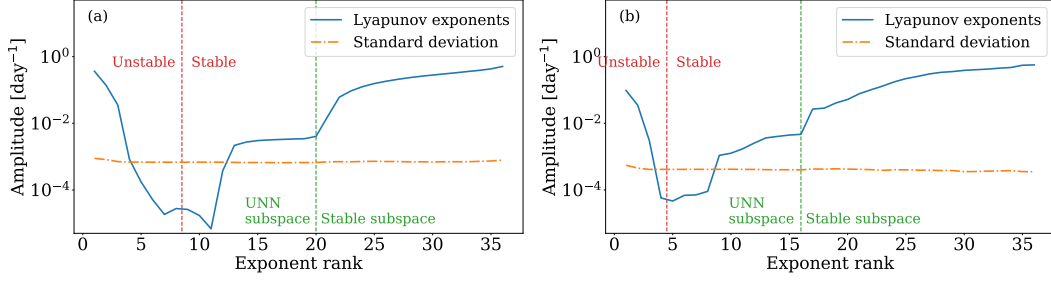 (a)
Lyapunov exponents
Standard deviation
Unstable Stable
Amplitude [day⁻¹]
10⁰
10⁻²
10⁻⁴
UNN
subspace Stable subspace
0 5 10 15 20 25 30 35
Exponent rank
(b)
Lyapunov exponents
Standard deviation
Unstable Stable
Amplitude [day⁻¹]
10⁰
10⁻²
10⁻⁴
UNN
subspace Stable subspace
0 5 10 15 20 25 30 35
Exponent rank